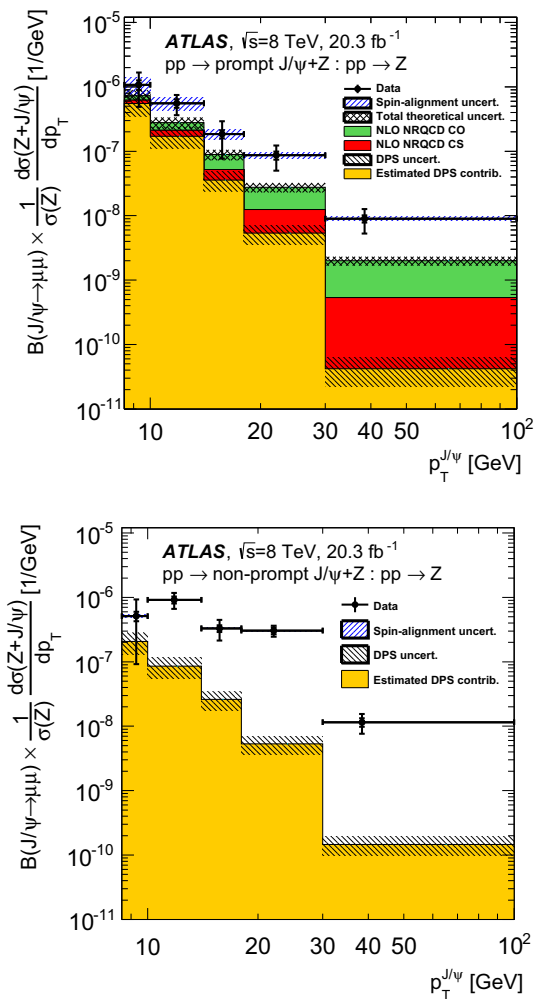 B(J/ψ→μμ) × 1/σ(Z) dσ(Z+J/ψ)/dp_T [1/GeV]
10⁻⁵
10⁻⁶
10⁻⁷
10⁻⁸
10⁻⁹
10⁻¹⁰
10⁻¹¹
ATLAS, √s=8 TeV, 20.3 fb⁻¹
pp → prompt J/ψ+Z : pp → Z
Data
Spin-alignment uncert.
Total theoretical uncert.
NLO NRQCD CO
NLO NRQCD CS
DPS uncert.
Estimated DPS contrib.
10 20 30 40 50 10²
p_T^{J/ψ} [GeV]
B(J/ψ→μμ) × 1/σ(Z) dσ(Z+J/ψ)/dp_T [1/GeV]
10⁻⁵
10⁻⁶
10⁻⁷
10⁻⁸
10⁻⁹
10⁻¹⁰
10⁻¹¹
ATLAS, √s=8 TeV, 20.3 fb⁻¹
pp → non-prompt J/ψ+Z : pp → Z
Data
Spin-alignment uncert.
DPS uncert.
Estimated DPS contrib.
10 20 30 40 50 10²
p_T^{J/ψ} [GeV]